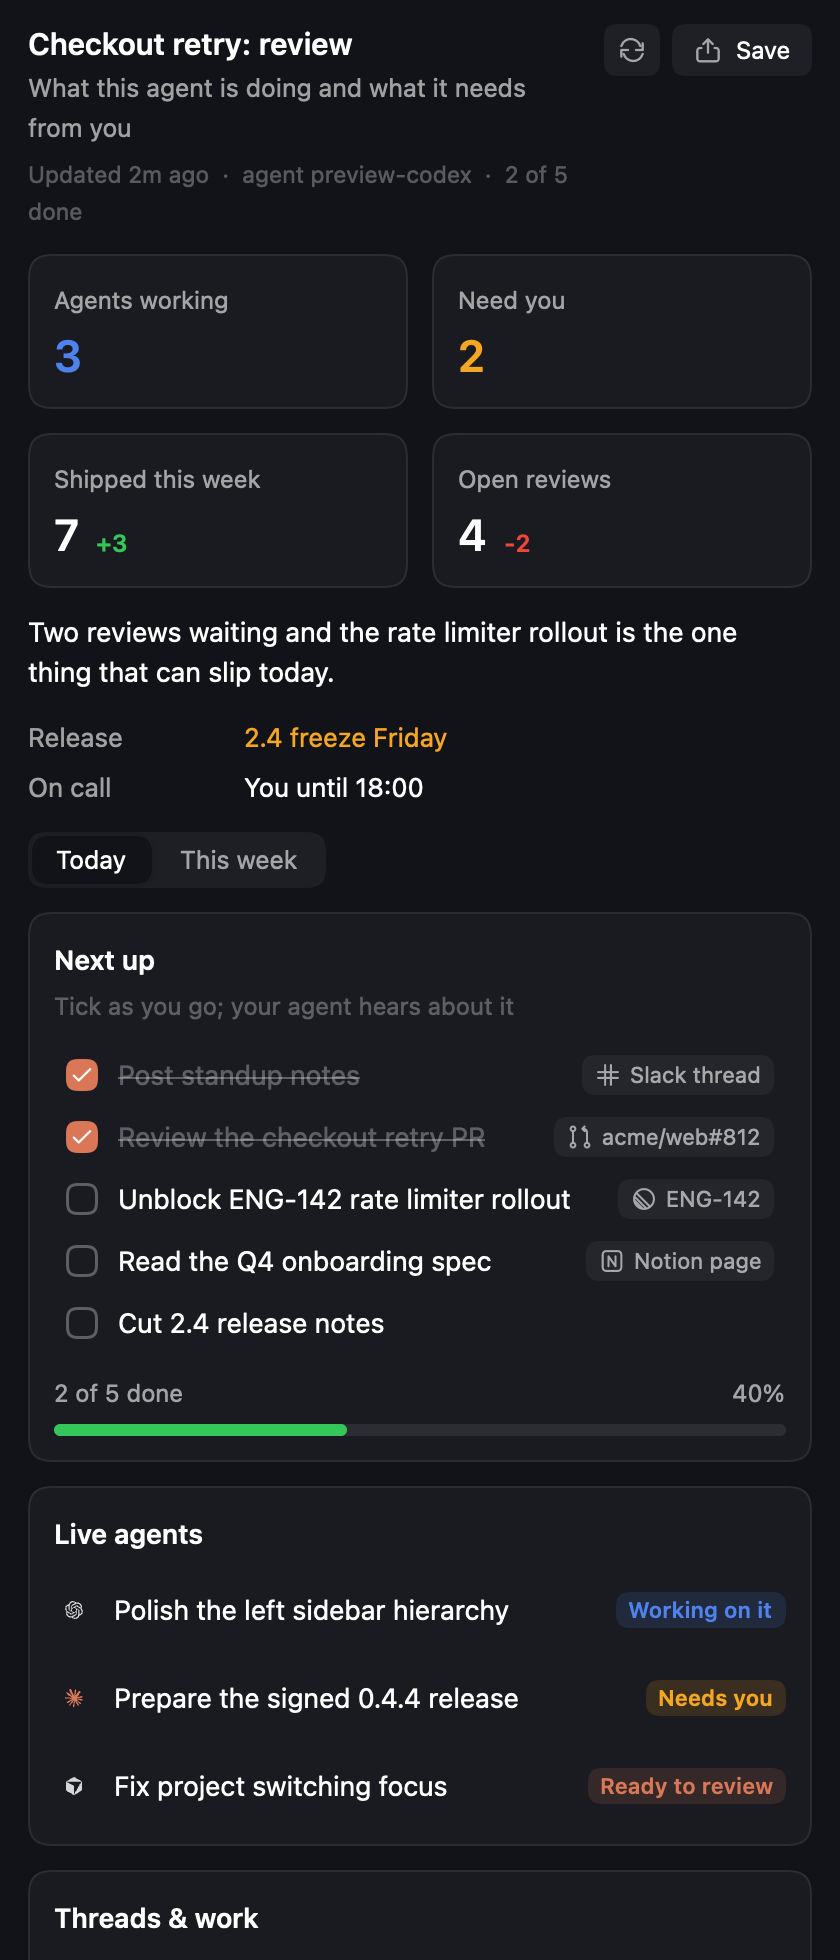 Checkout retry: review
Save
What this agent is doing and what it needs
from you
Updated 2m ago · agent preview-codex · 2 of 5
done
Agents working
3
Need you
2
Shipped this week
7 +3
Open reviews
4 -2
Two reviews waiting and the rate limiter rollout is the one
thing that can slip today.
Release 2.4 freeze Friday
On call You until 18:00
Today This week
Next up
Tick as you go; your agent hears about it
Post standup notes Slack thread
Review the checkout retry PR acme/web#812
Unblock ENG-142 rate limiter rollout ENG-142
Read the Q4 onboarding spec Notion page
Cut 2.4 release notes
2 of 5 done 40%
Live agents
Polish the left sidebar hierarchy Working on it
Prepare the signed 0.4.4 release Needs you
Fix project switching focus Ready to review
Threads & work